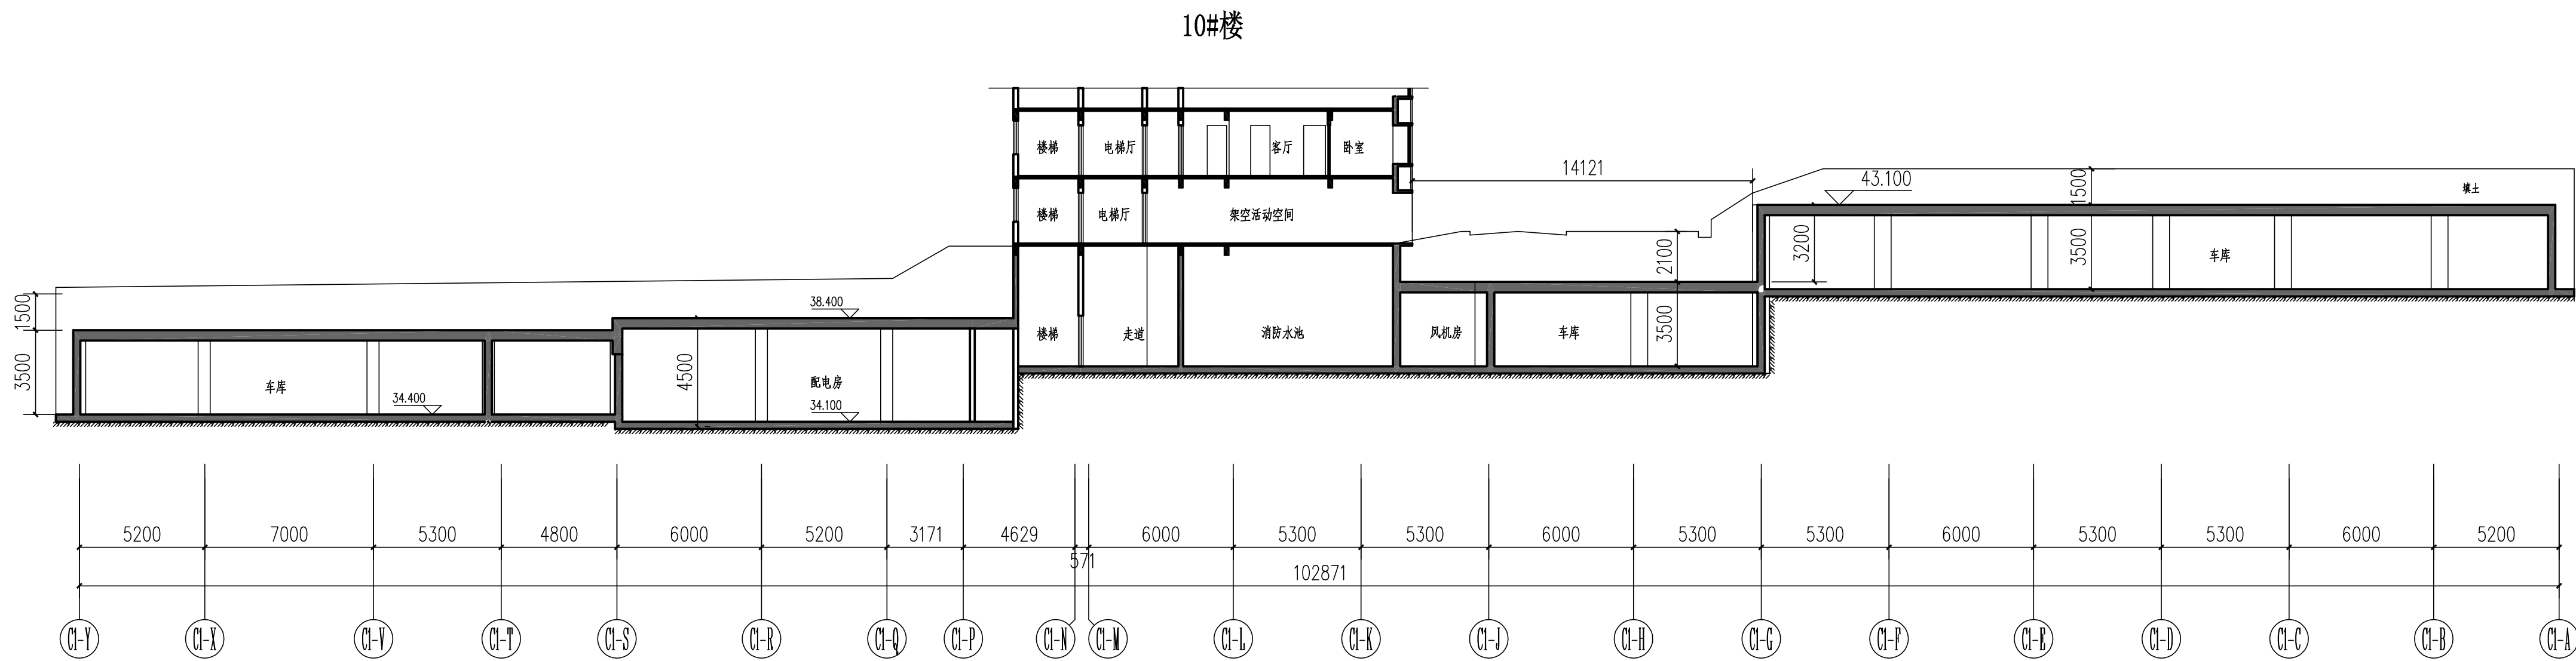 10#楼
楼梯 电梯厅 客厅 卧室
14121
43.100
1500
填土
楼梯 电梯厅 架空活动空间
2100
3200
3500
车库
1500
38.400
3500
车库
34.400
4500
配电房
34.100
楼梯 走道 消防水池 风机房 车库
3500
5200 7000 5300 4800 6000 5200 3171 4629 6000 5300 5300 6000 5300 5300 6000 5300 5300 6000 5200
571
102871
C1-Y C1-X C1-V C1-T C1-S C1-R C1-Q C1-P C1-N C1-M C1-L C1-K C1-J C1-H C1-G C1-F C1-E C1-D C1-C C1-B C1-A